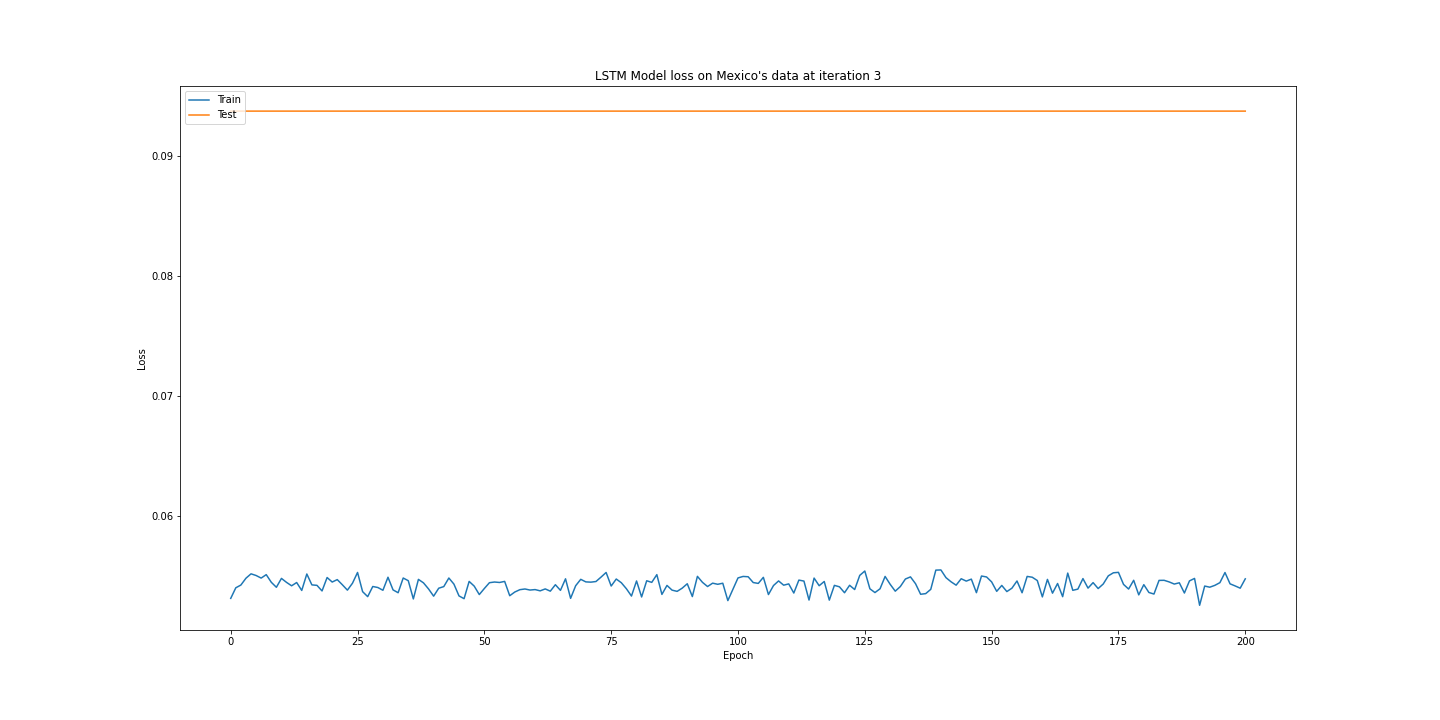 LSTM Model loss on Mexico's data at iteration 3
Train
Test
0.09
0.08
0.07
0.06
Loss
0 25 50 75 100 125 150 175 200
Epoch